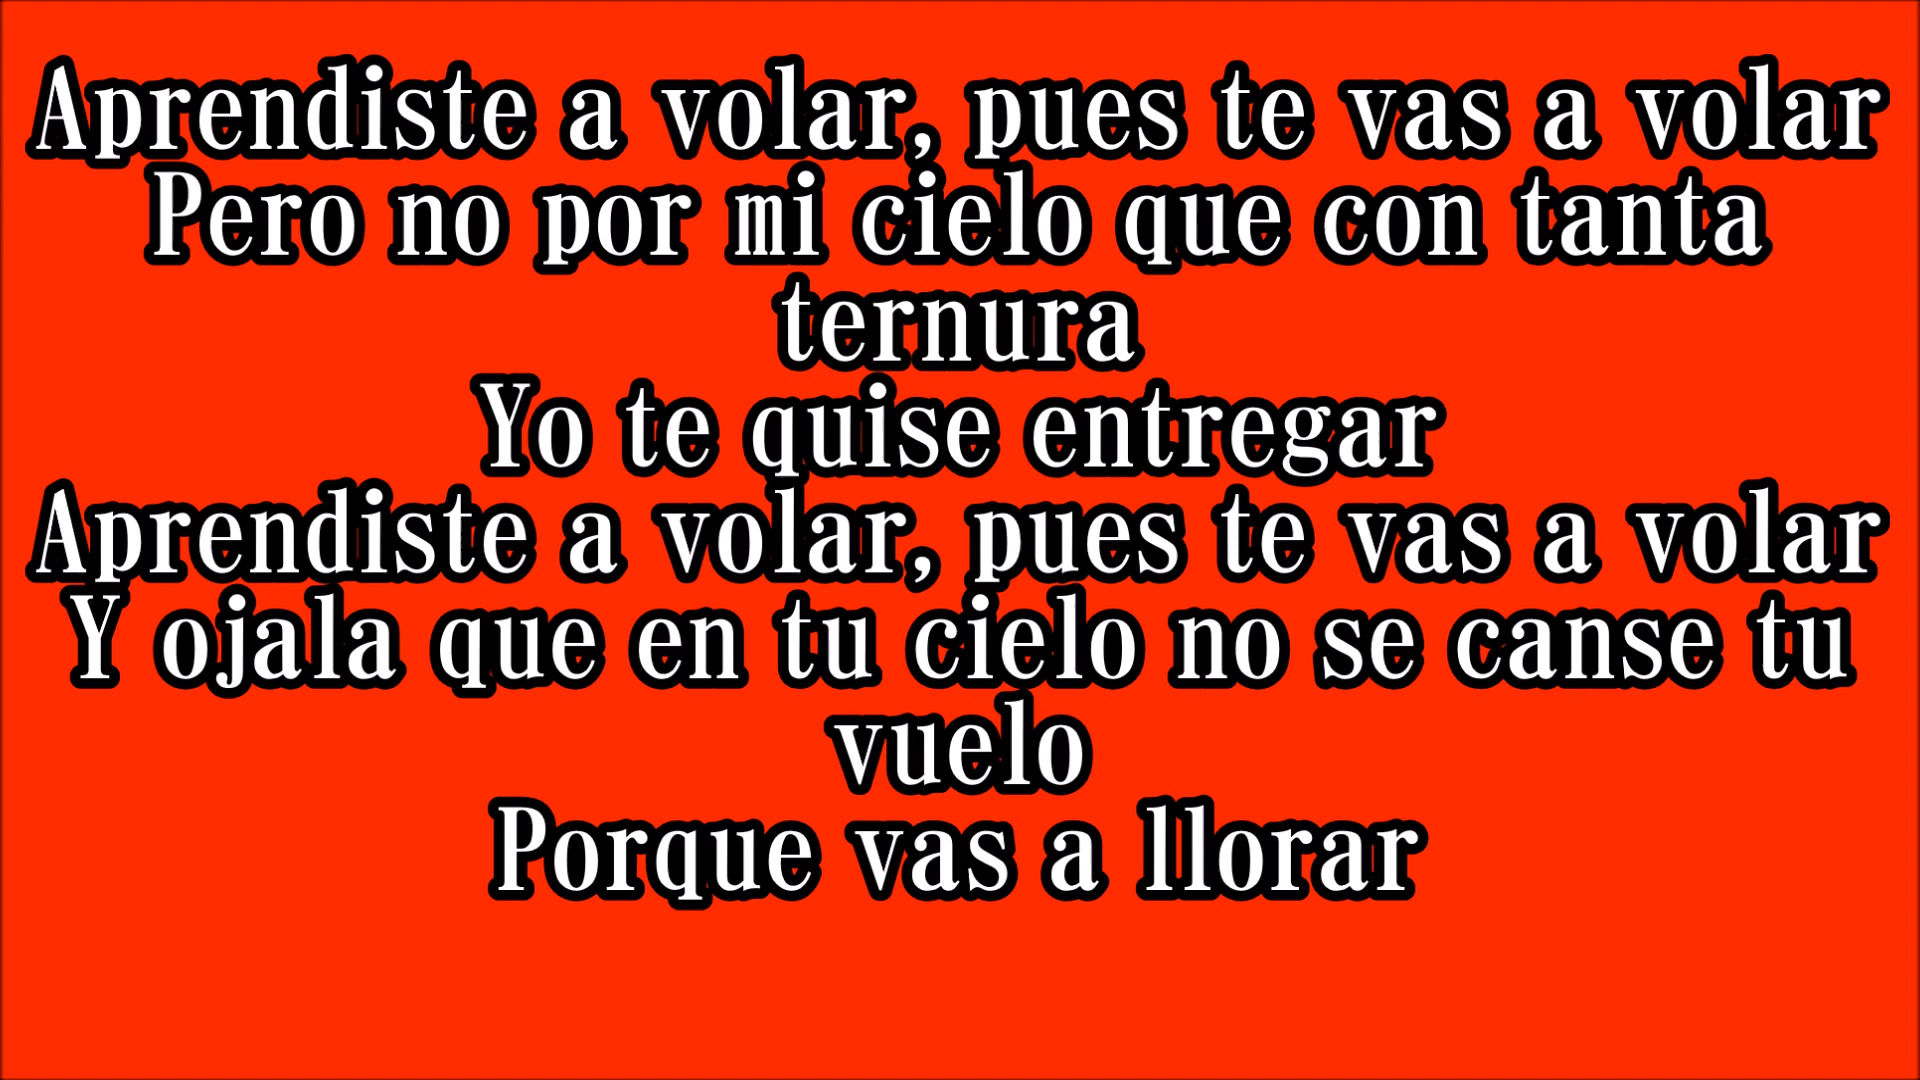 Aprendiste a volar, pues te vas a volar
Pero no por mi cielo que con tanta
ternura
Yo te quise entregar
Aprendiste a volar, pues te vas a volar
Y ojala que en tu cielo no se canse tu
vuelo
Porque vas a llorar